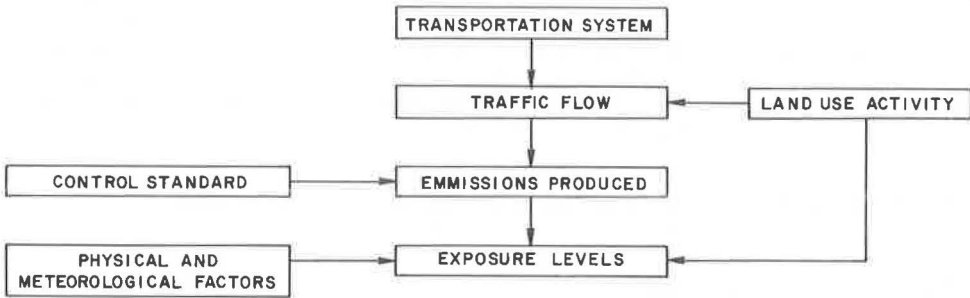 TRANSPORTATION SYSTEM
TRAFFIC FLOW
LAND USE ACTIVITY
CONTROL STANDARD
EMMISSIONS PRODUCED
PHYSICAL AND
METEOROLOGICAL FACTORS
EXPOSURE LEVELS